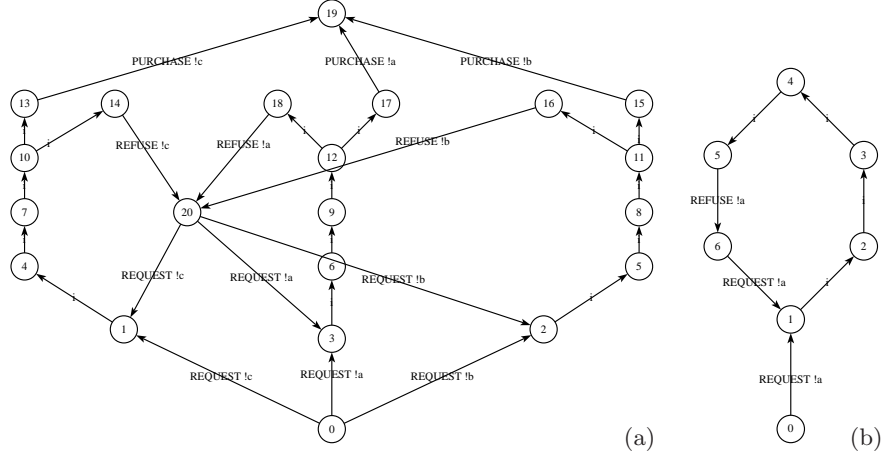 19
PURCHASE !c
PURCHASE !a
PURCHASE !b
13
14
18
17
16
15
i
i
REFUSE !c
REFUSE !a
i
i
REFUSE !b
i
i
10
12
11
i
i
i
7
20
9
8
i
i
i
4
6
5
REQUEST !c
REQUEST !a
REQUEST !b
i
i
i
1
3
2
REQUEST !c
REQUEST !a
REQUEST !b
0
(a)
4
i
i
5
3
REFUSE !a
i
6
2
REQUEST !a
i
1
REQUEST !a
0
(b)